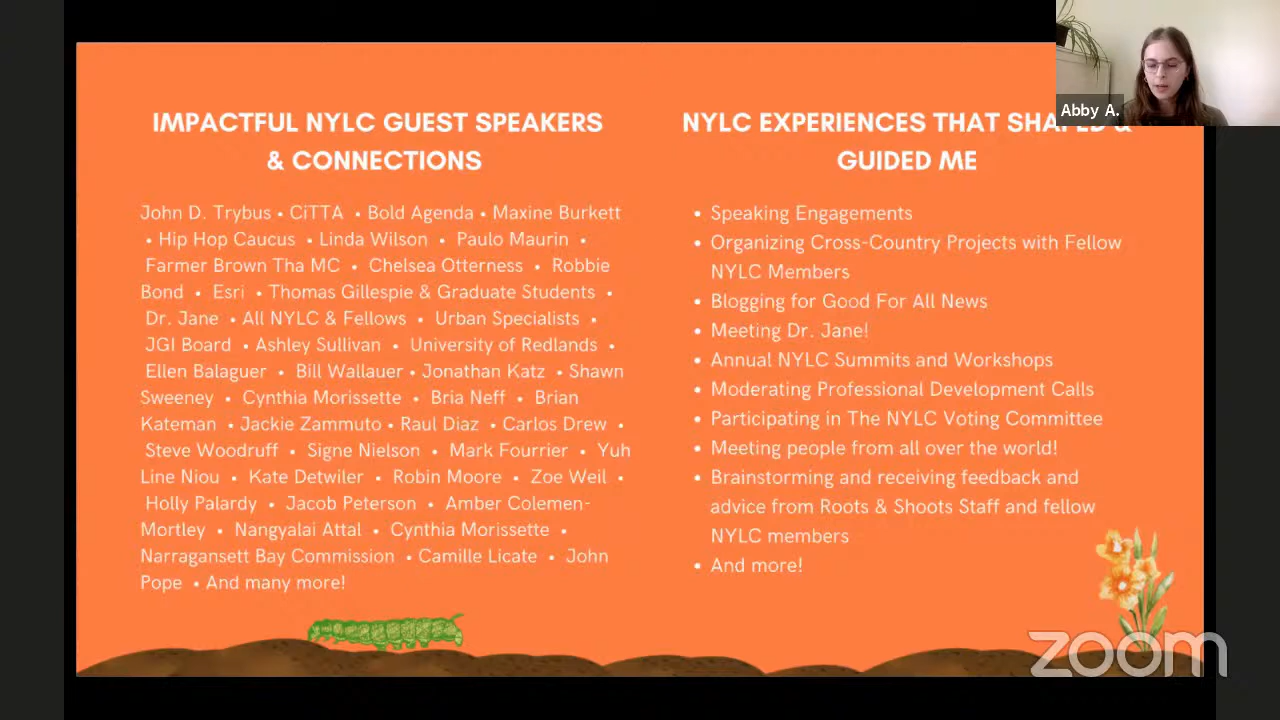 IMPACTFUL NYLC GUEST SPEAKERS
& CONNECTIONS
John D. Trybus • CiTTA • Bold Agenda • Maxine Burkett
• Hip Hop Caucus • Linda Wilson • Paulo Maurin •
Farmer Brown Tha MC • Chelsea Otterness • Robbie
Bond • Esri • Thomas Gillespie & Graduate Students •
Dr. Jane • All NYLC & Fellows • Urban Specialists •
JGI Board • Ashley Sullivan • University of Redlands •
Ellen Balaguer • Bill Wallauer • Jonathan Katz • Shawn
Sweeney • Cynthia Morissette • Bria Neff • Brian
Kateman • Jackie Zammuto • Raul Diaz • Carlos Drew •
Steve Woodruff • Signe Nielson • Mark Fourrier • Yuh
Line Niou • Kate Detwiler • Robin Moore • Zoe Weil •
Holly Palardy • Jacob Peterson • Amber Colemen-
Mortley • Nangyalai Attal • Cynthia Morissette •
Narragansett Bay Commission • Camille Licate • John
Pope • And many more!
NYLC EXPERIENCES THAT SHAPED &
GUIDED ME
• Speaking Engagements
• Organizing Cross-Country Projects with Fellow
NYLC Members
• Blogging for Good For All News
• Meeting Dr. Jane!
• Annual NYLC Summits and Workshops
• Moderating Professional Development Calls
• Participating in The NYLC Voting Committee
• Meeting people from all over the world!
• Brainstorming and receiving feedback and
advice from Roots & Shoots Staff and fellow
NYLC members
• And more!
Abby A.
zoom